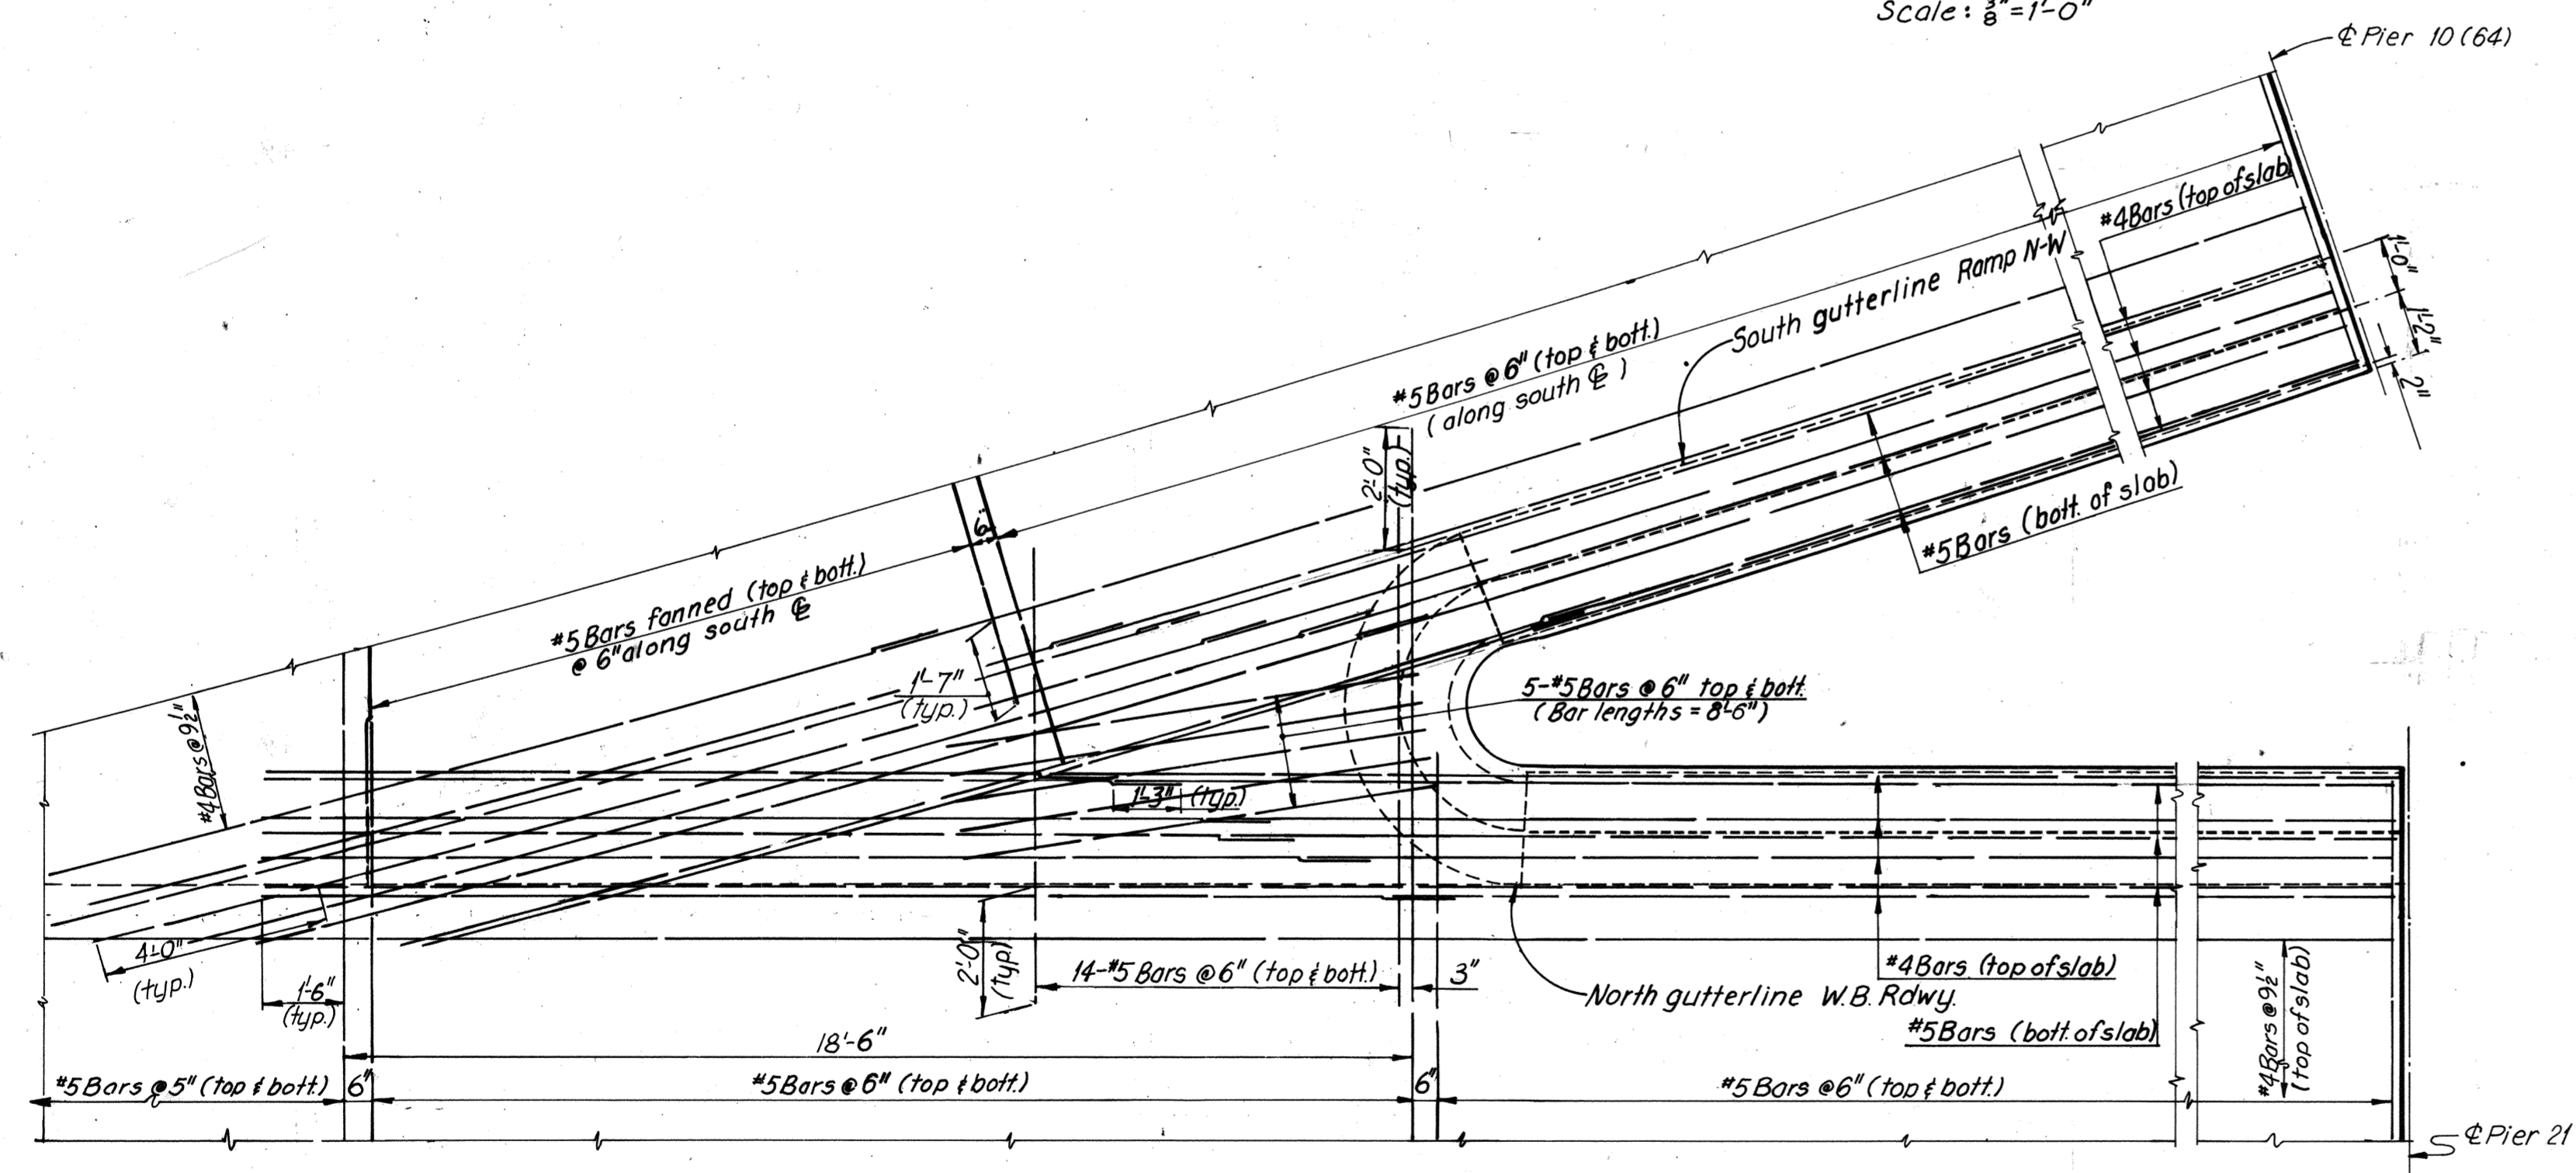 Scale: 3/8"=1'-0"
℄ Pier 10 (64)
#4 Bars (top of slab)
1'-0"
1'-2"
2"
South gutterline Ramp N-W
#5 Bars @ 6" (top & bott.)
(along south ℄)
2'-0"
(typ.)
#5 Bars (bott. of slab)
6"
#5 Bars fanned (top & bott.)
@ 6" along south ℄
1'-7"
(typ.)
5-#5 Bars @ 6" top & bott.
(Bar lengths = 8'-6")
#4 Bars @ 9½"
1'-3" (typ.)
4'-0"
(typ.)
1'-6"
(typ.)
2'-0"
(typ.)
14-#5 Bars @ 6" (top & bott.)
3"
#4 Bars (top of slab)
North gutterline W.B. Rdwy.
#5 Bars (bott. of slab)
#4 Bars @ 9½"
(top of slab)
18'-6"
#5 Bars @ 5" (top & bott.)
6"
#5 Bars @ 6" (top & bott.)
6"
#5 Bars @ 6" (top & bott.)
℄ Pier 21